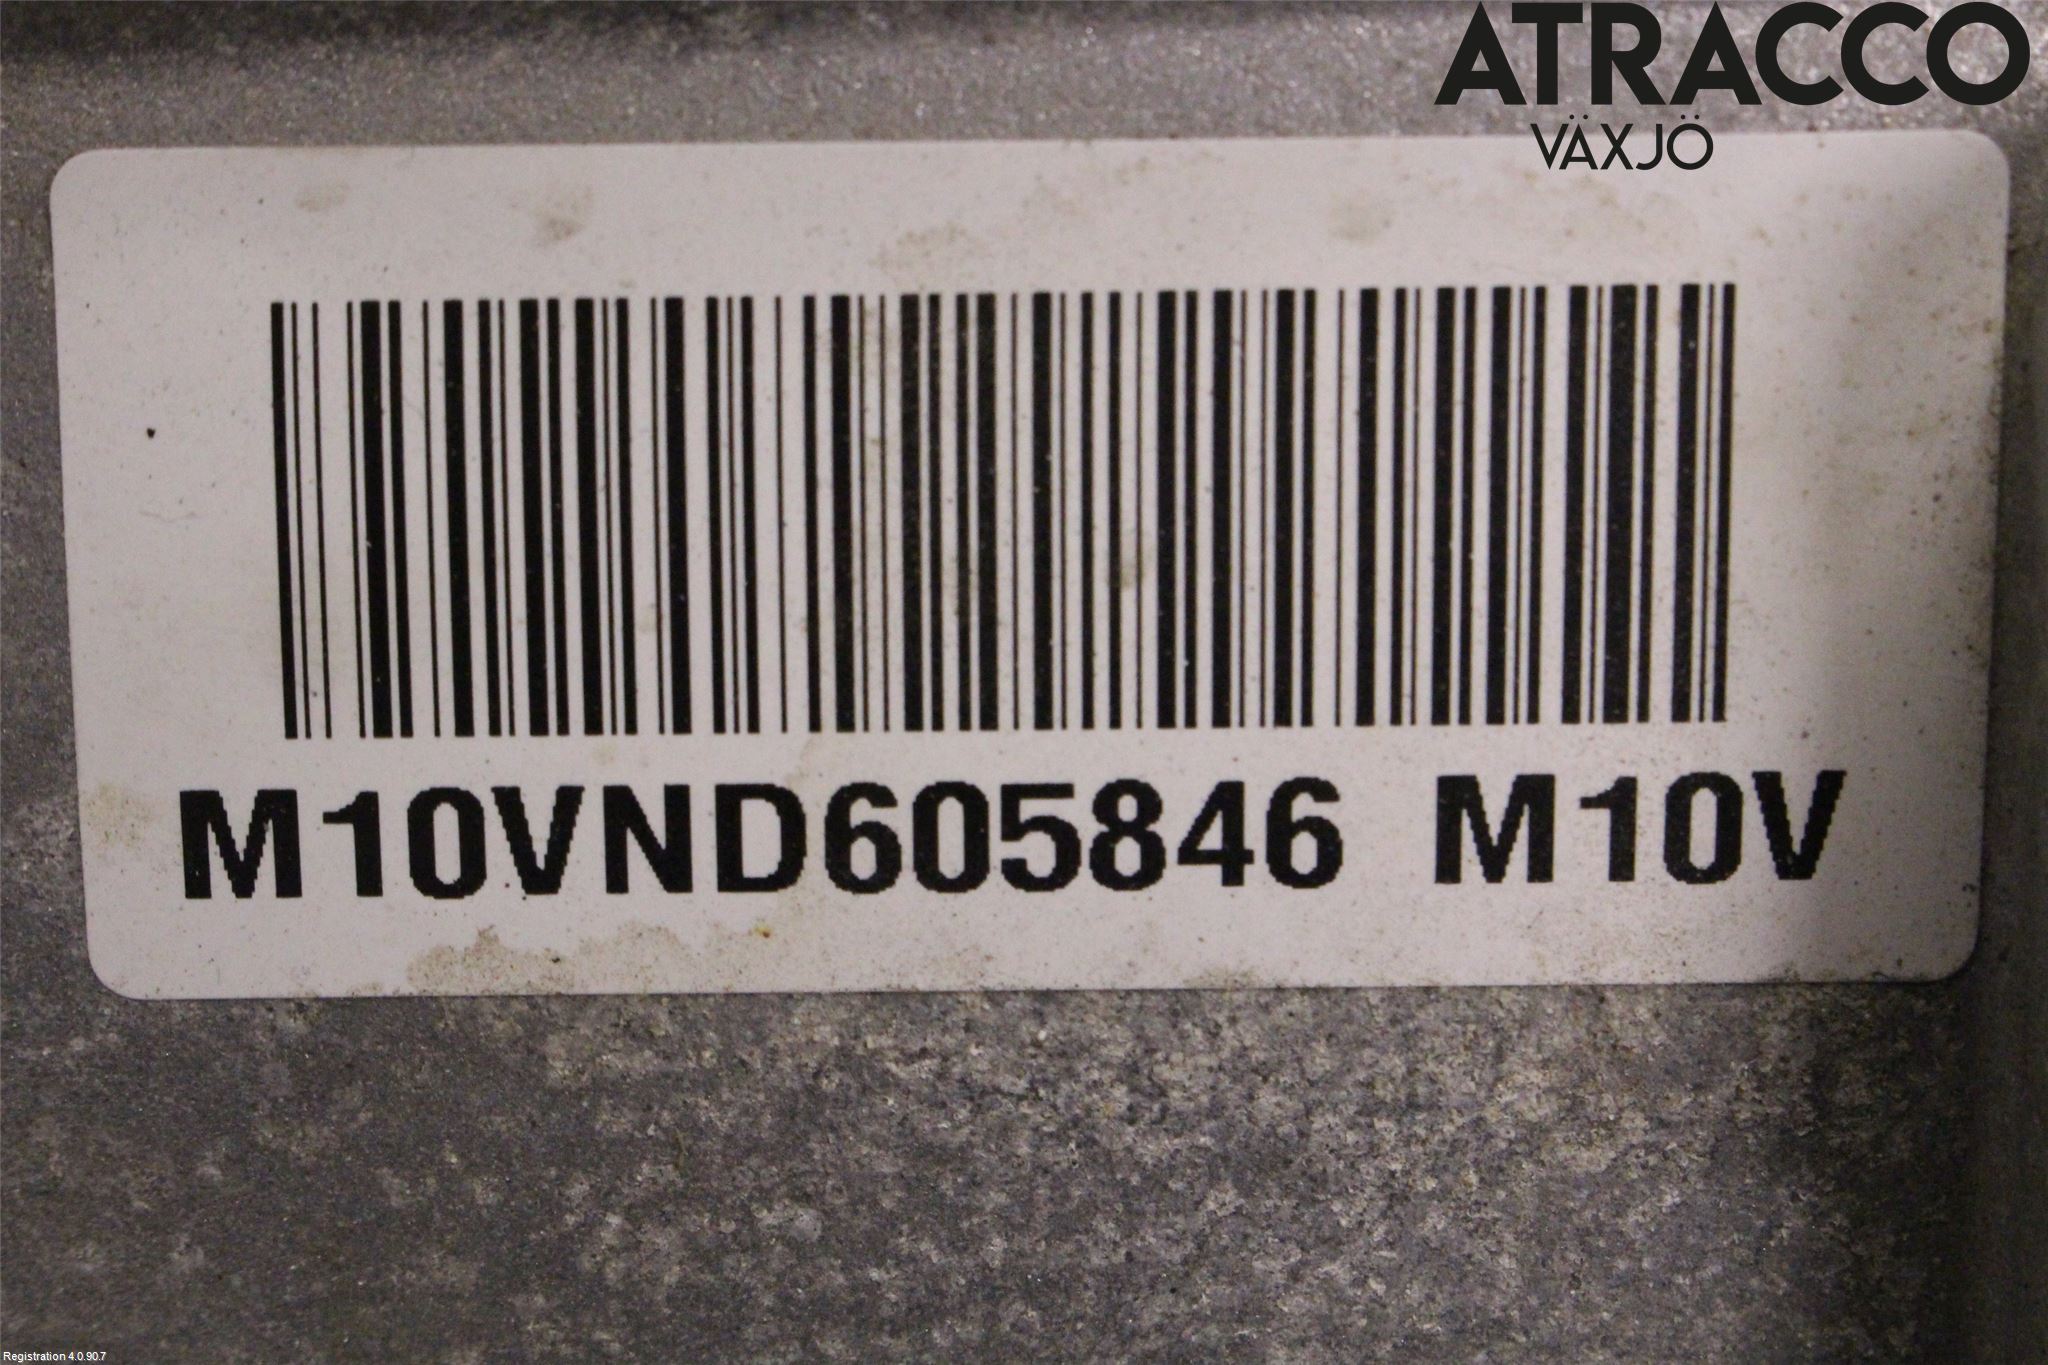 ATRACCO
VÄXJÖ
M10VND605846 M10V
Registration 4.0.90.7